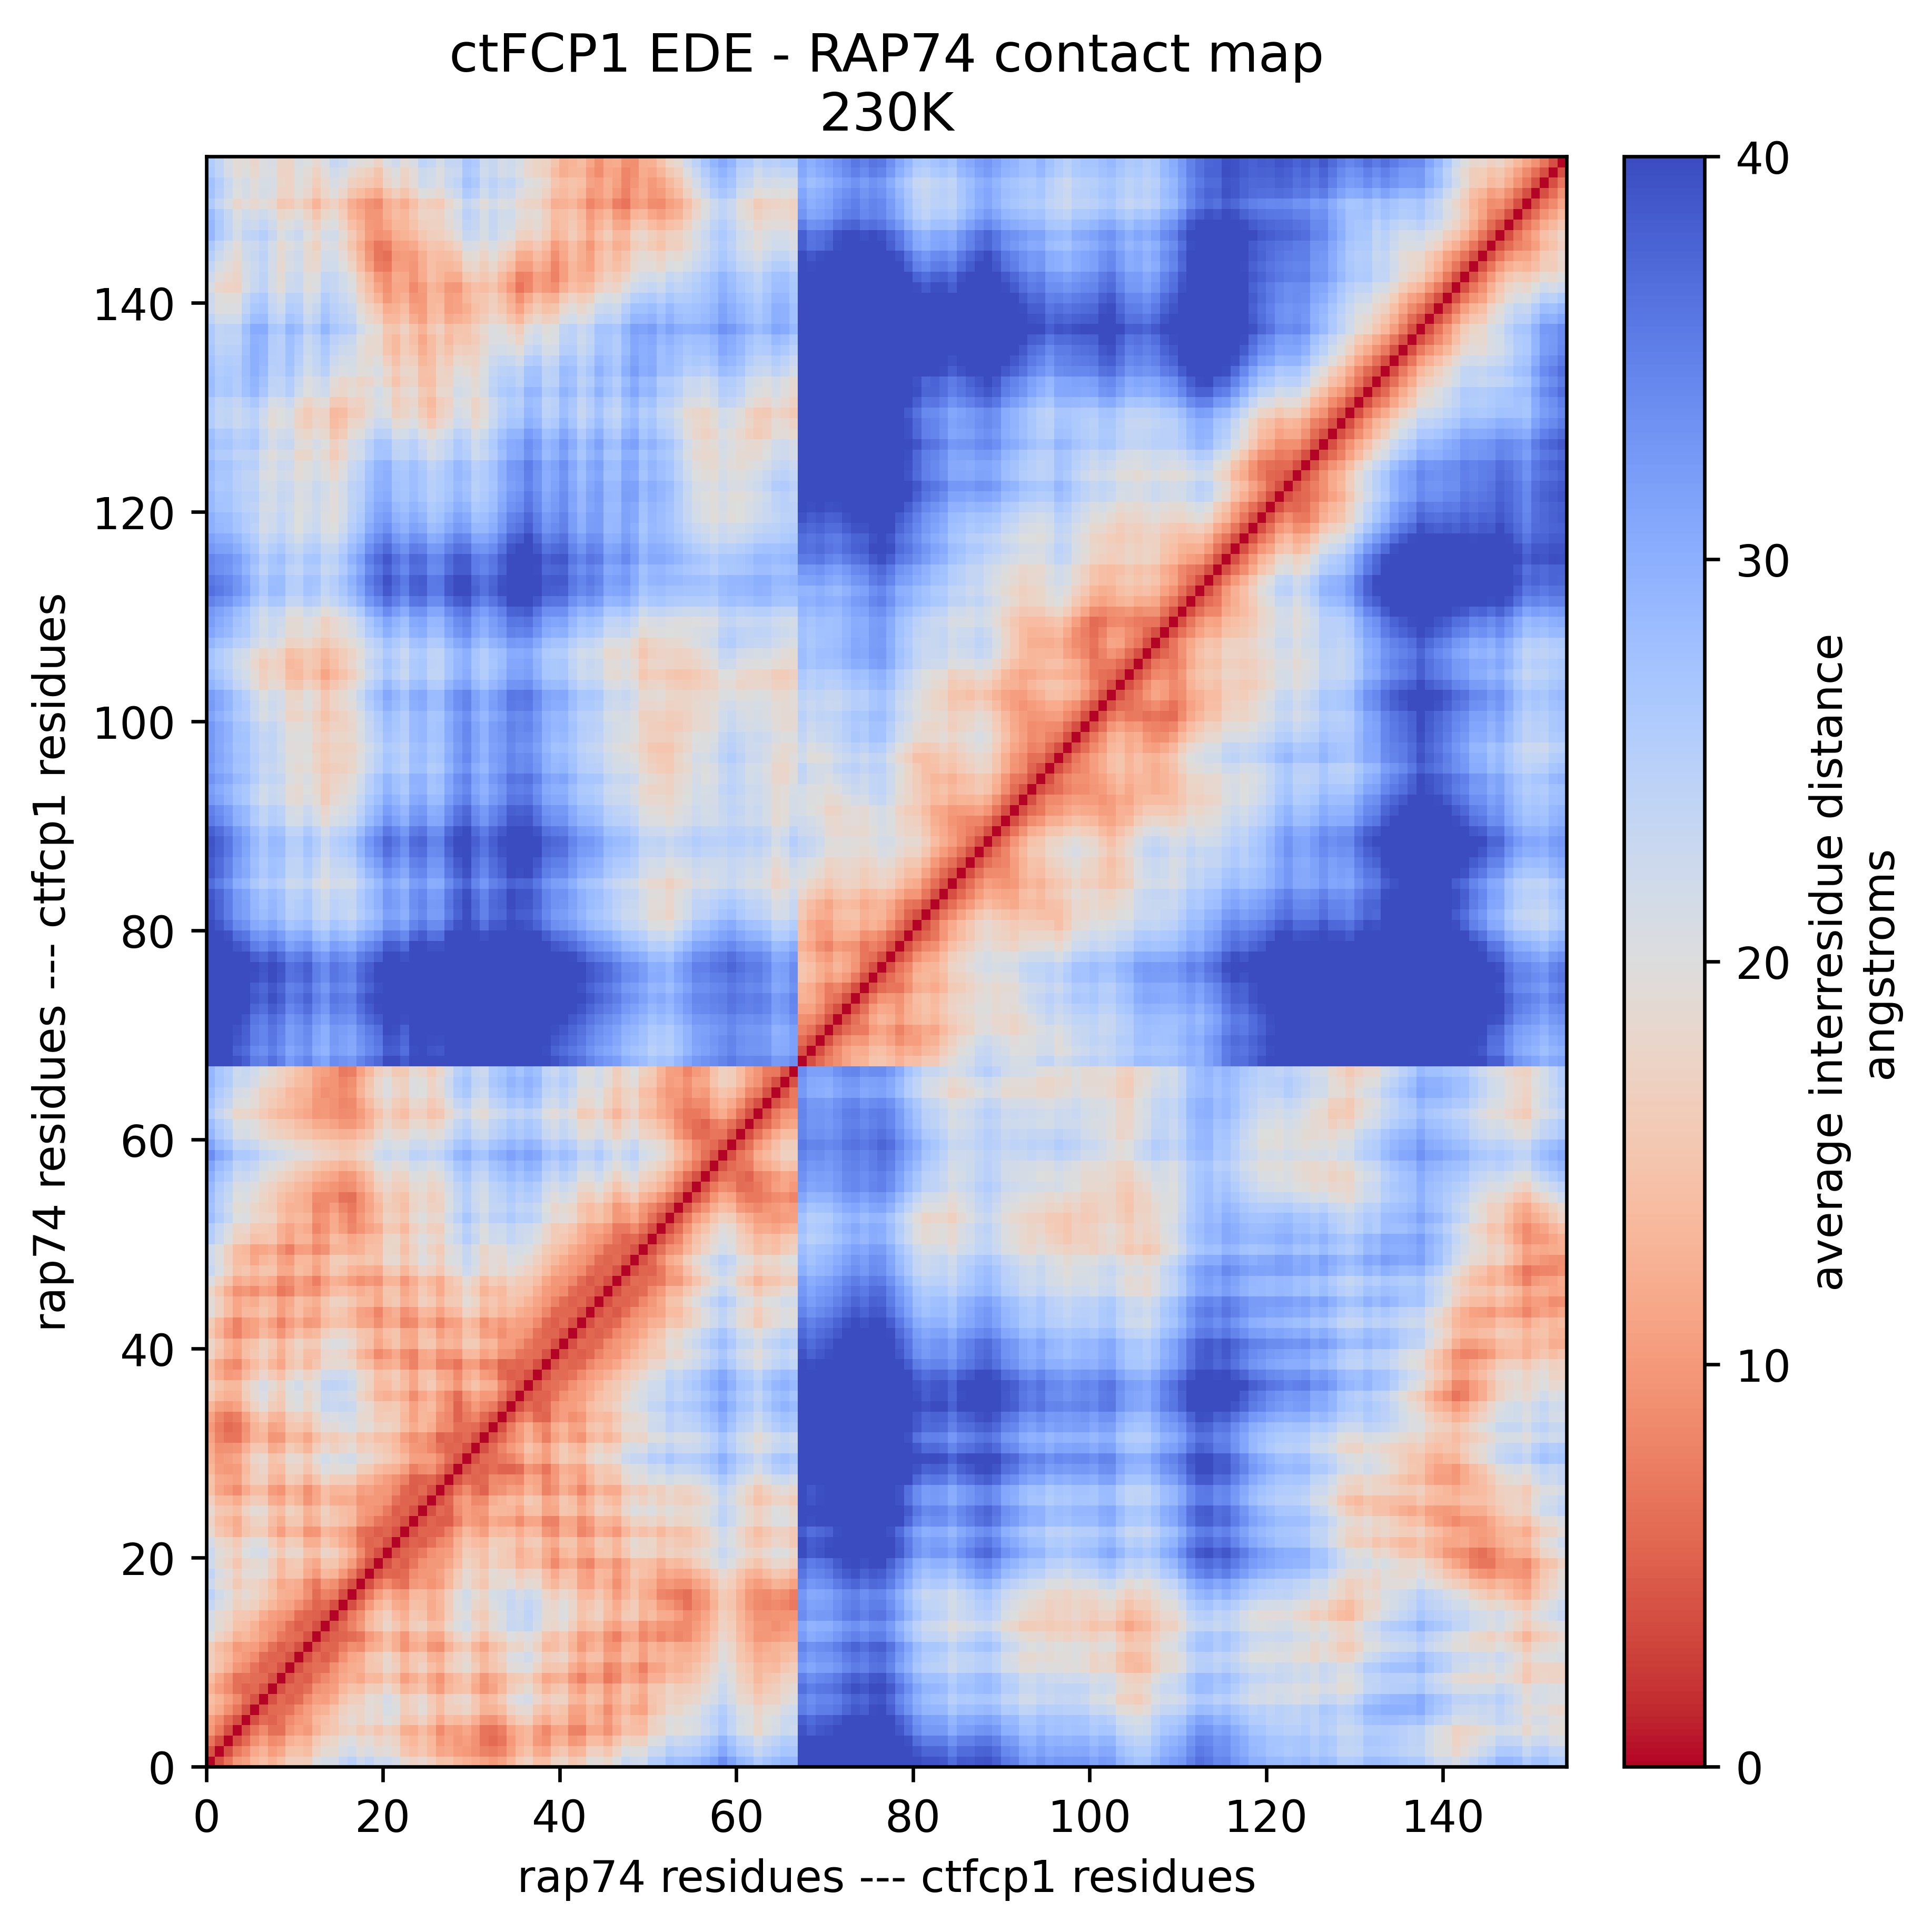 ctFCP1 EDE - RAP74 contact map
230K
rap74 residues --- ctfcp1 residues
140
120
100
80
60
40
20
0
0 20 40 60 80 100 120 140
rap74 residues --- ctfcp1 residues
40
30
20
10
0
average interresidue distance
angstroms